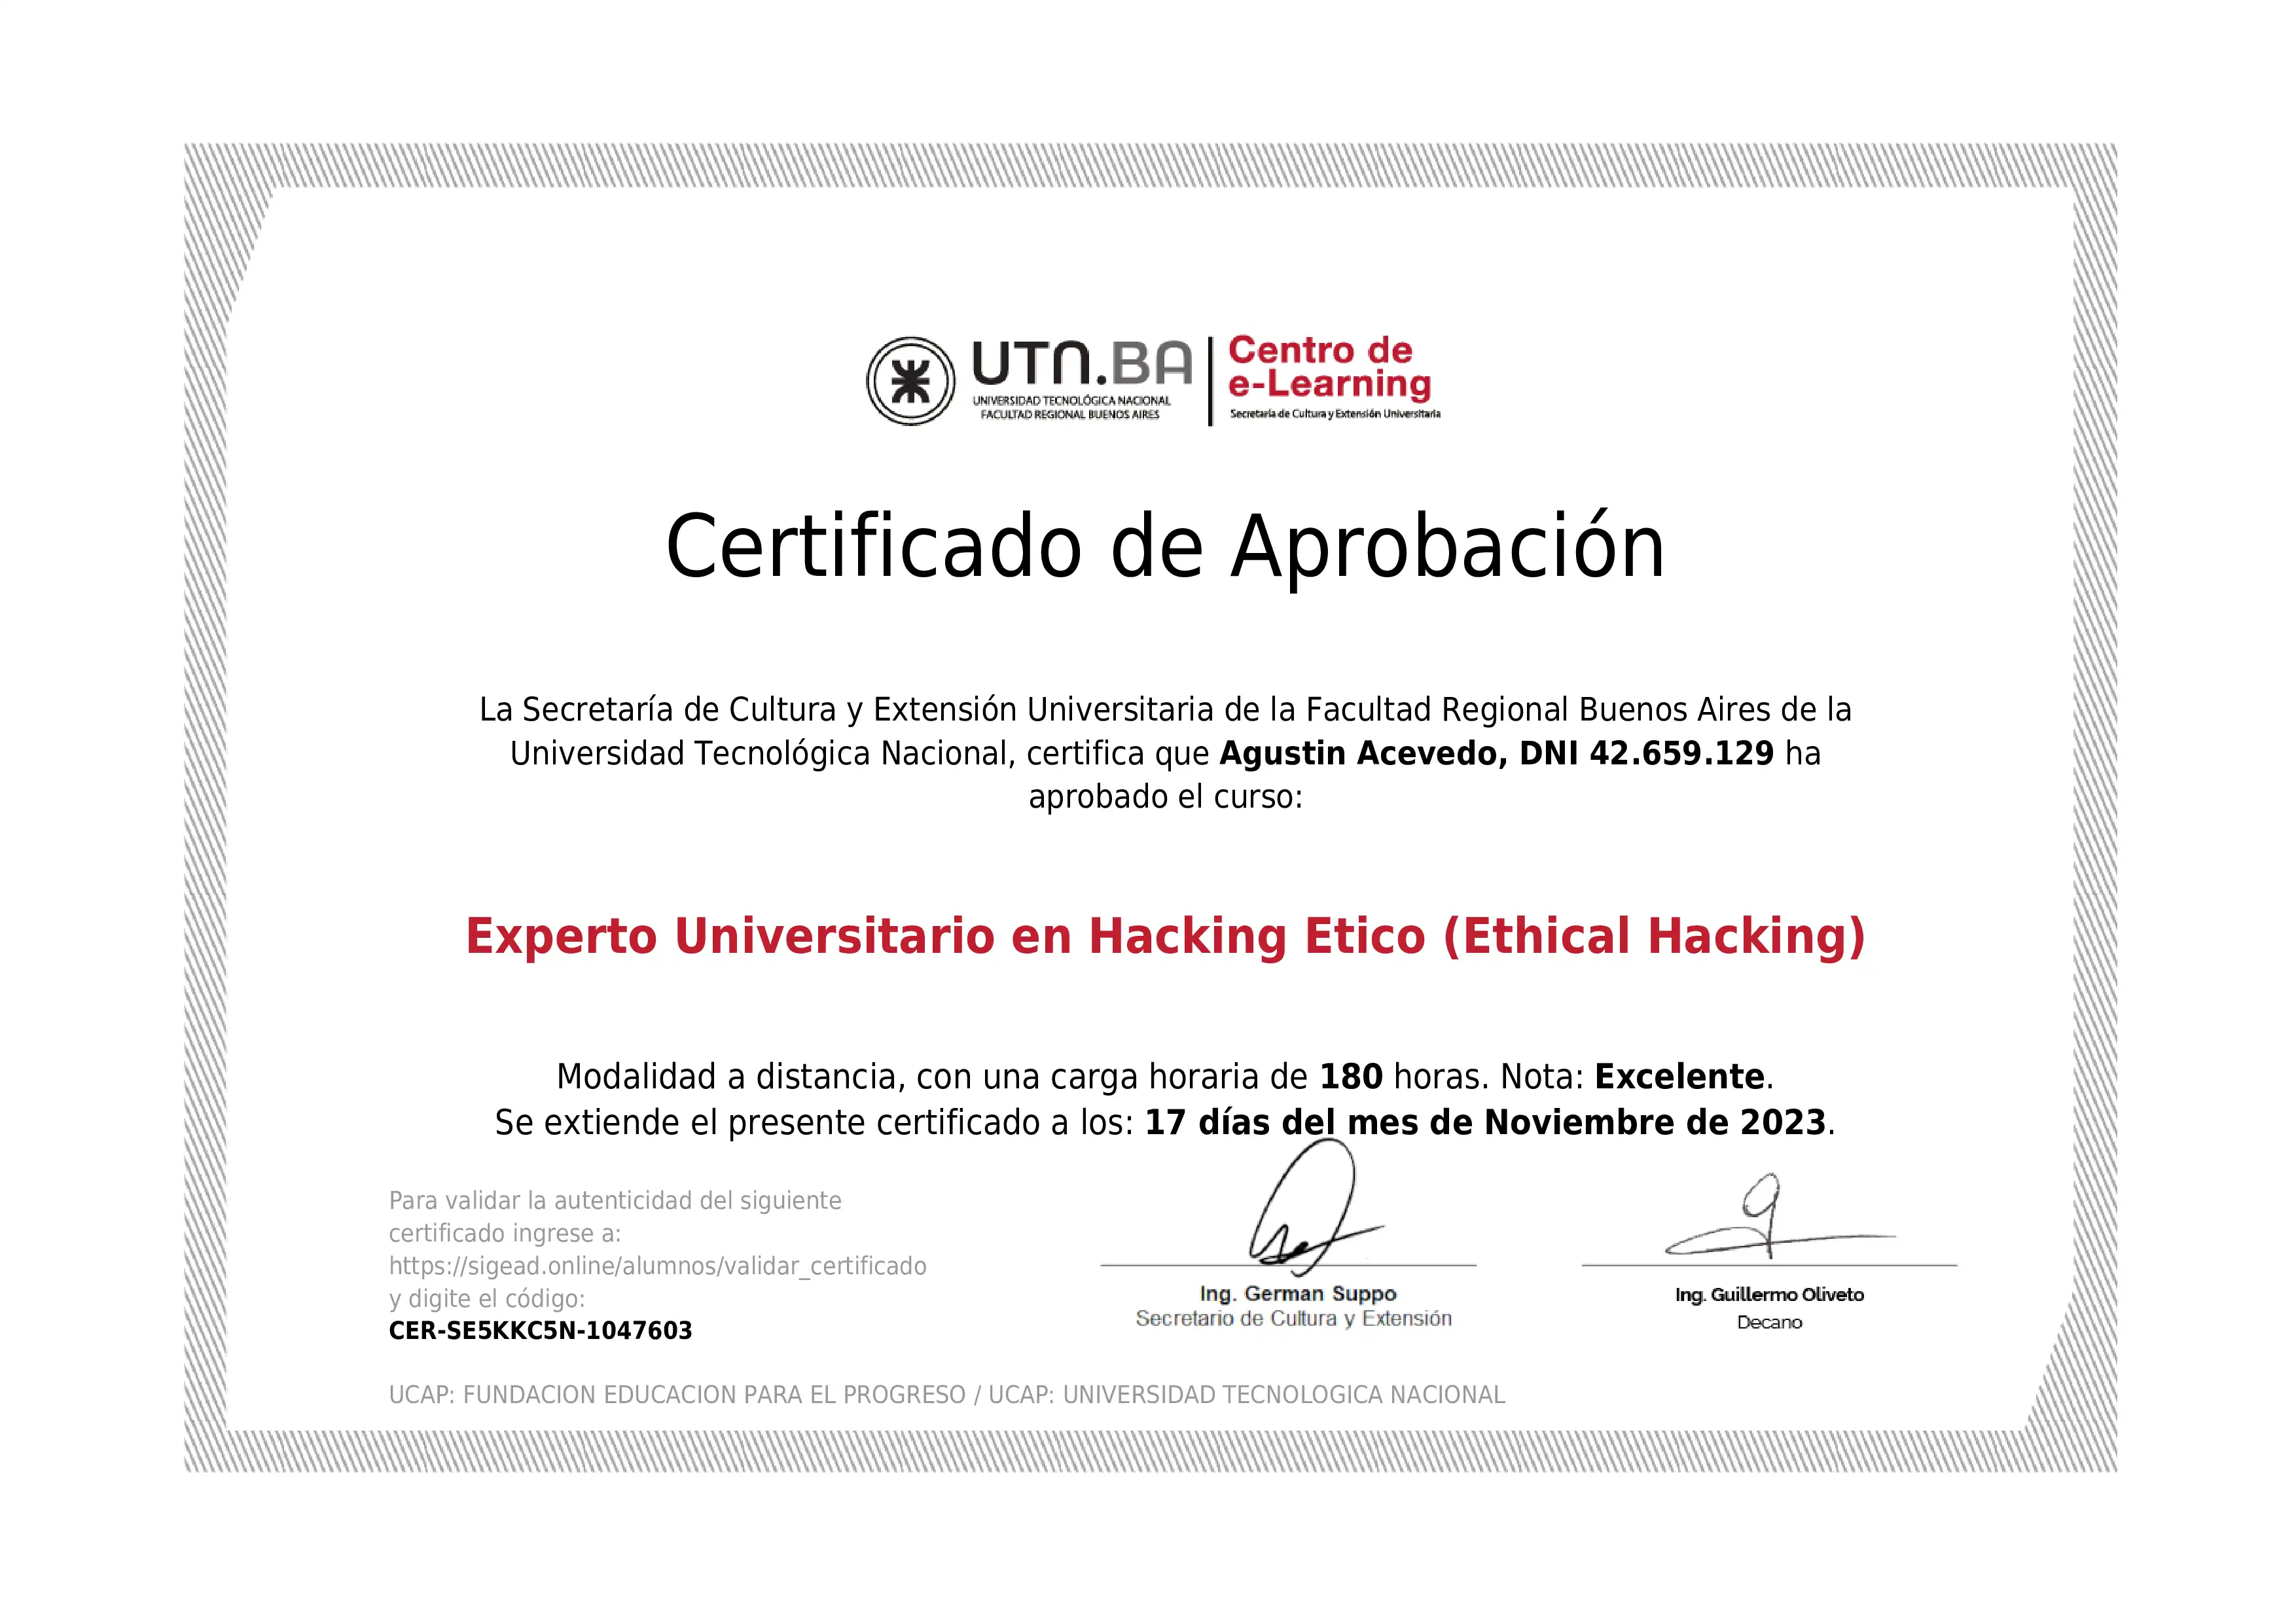 UTN.BA
UNIVERSIDAD TECNOLÓGICA NACIONAL
FACULTAD REGIONAL BUENOS AIRES
Centro de
e-Learning
Secretaría de Cultura y Extensión Universitaria
Certificado de Aprobación
La Secretaría de Cultura y Extensión Universitaria de la Facultad Regional Buenos Aires de la
Universidad Tecnológica Nacional, certifica que Agustin Acevedo, DNI 42.659.129 ha
aprobado el curso:
Experto Universitario en Hacking Etico (Ethical Hacking)
Modalidad a distancia, con una carga horaria de 180 horas. Nota: Excelente.
Se extiende el presente certificado a los: 17 días del mes de Noviembre de 2023.
Para validar la autenticidad del siguiente
certificado ingrese a:
https://sigead.online/alumnos/validar_certificado
y digite el código:
CER-SE5KKC5N-1047603
Ing. German Suppo
Secretario de Cultura y Extensión
Ing. Guillermo Oliveto
Decano
UCAP: FUNDACION EDUCACION PARA EL PROGRESO / UCAP: UNIVERSIDAD TECNOLOGICA NACIONAL